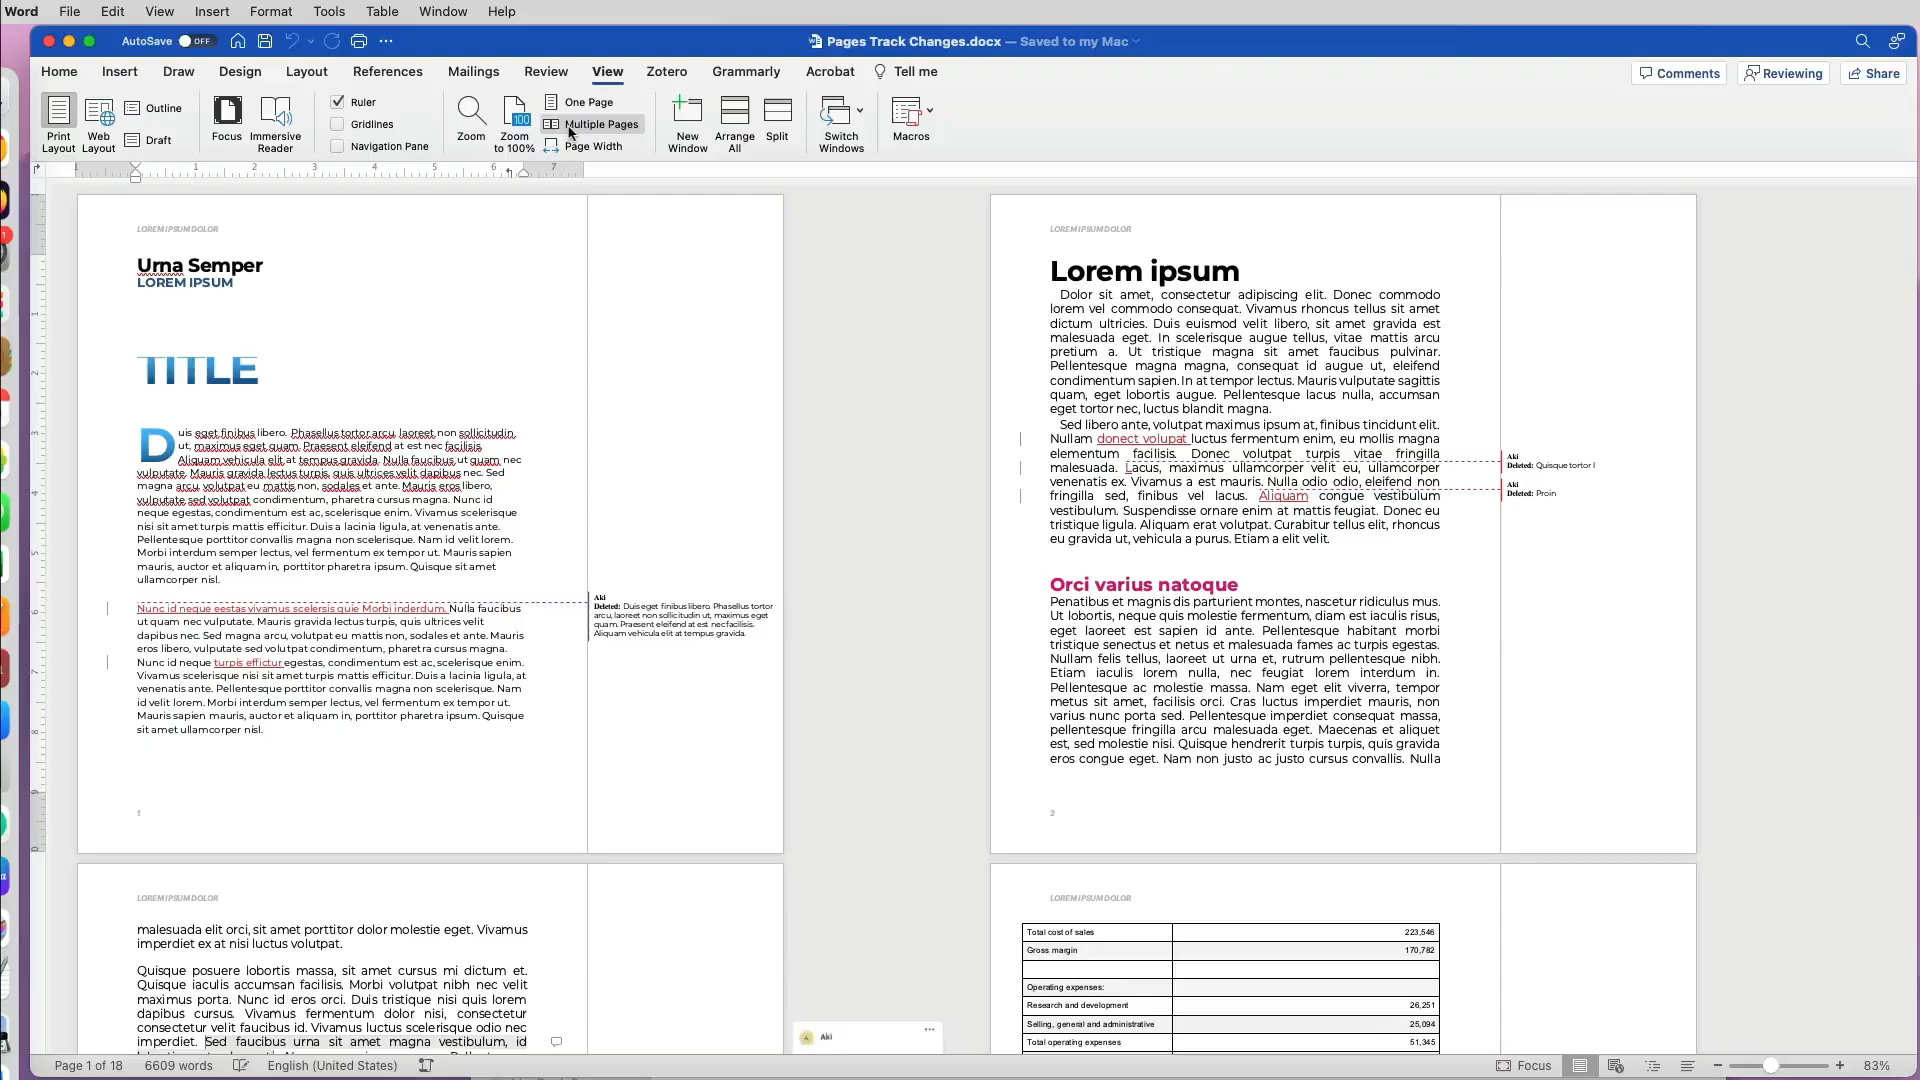 Word File Edit View Insert Format Tools Table Window Help
AutoSave OFF Pages Track Changes.docx — Saved to my Mac
Home Insert Draw Design Layout References Mailings Review View Zotero Grammarly Acrobat Tell me Comments Reviewing Share
Print Layout
Web Layout
Outline
Draft
Focus
Immersive Reader
Ruler
Gridlines
Navigation Pane
Zoom
100
Zoom to 100%
One Page
Multiple Pages
Page Width
New Window
Arrange All
Split
Switch Windows
Macros
1 1 2 3 4 5 6 7
LOREM IPSUM DOLOR
Urna Semper
LOREM IPSUM
TITLE
Duis eget finibus libero. Phasellus tortor arcu, laoreet non sollicitudin
ut, maximus eget quam. Praesent eleifend at est nec facilisis.
Aliquam vehicula elit at tempus gravida. Nulla faucibus ut quam nec
vulputate. Mauris gravida lectus turpis, quis ultrices velit dapibus nec. Sed
magna arcu, volutpat eu mattis non, sodales et ante. Mauris eros libero,
vulputate sed volutpat condimentum, pharetra cursus magna. Nunc id
neque egestas, condimentum est ac, scelerisque enim. Vivamus scelerisque
nisi sit amet turpis mattis efficitur. Duis a lacinia ligula, at venenatis ante.
Pellentesque porttitor convallis magna non scelerisque. Nam id velit lorem.
Morbi interdum semper lectus, vel fermentum ex tempor ut. Mauris sapien
mauris, auctor et aliquam in, porttitor pharetra ipsum. Quisque sit amet
ullamcorper nisl.
Nunc id neque eestas vivamus scelersis quie Morbi inderdum. Nulla faucibus
ut quam nec vulputate. Mauris gravida lectus turpis, quis ultrices velit
dapibus nec. Sed magna arcu, volutpat eu mattis non, sodales et ante. Mauris
eros libero, vulputate sed volutpat condimentum, pharetra cursus magna.
Nunc id neque turpis effictur egestas, condimentum est ac, scelerisque enim.
Vivamus scelerisque nisi sit amet turpis mattis efficitur. Duis a lacinia ligula, at
venenatis ante. Pellentesque porttitor convallis magna non scelerisque. Nam
id velit lorem. Morbi interdum semper lectus, vel fermentum ex tempor ut.
Mauris sapien mauris, auctor et aliquam in, porttitor pharetra ipsum. Quisque
sit amet ullamcorper nisl.
Aki
Deleted: Duis eget finibus libero. Phasellus tortor
arcu, laoreet non sollicitudin ut, maximus eget
quam. Praesent eleifend at est nec facilisis.
Aliquam vehicula elit at tempus gravida.
1
LOREM IPSUM DOLOR
Lorem ipsum
Dolor sit amet, consectetur adipiscing elit. Donec commodo
lorem vel commodo consequat. Vivamus rhoncus tellus sit amet
dictum ultricies. Duis euismod velit libero, sit amet gravida est
malesuada eget. In scelerisque augue tellus, vitae mattis arcu
pretium a. Ut tristique magna sit amet faucibus pulvinar.
Pellentesque magna magna, consequat id augue ut, eleifend
condimentum sapien. In at tempor lectus. Mauris vulputate sagittis
quam, eget lobortis augue. Pellentesque lacus nulla, accumsan
eget tortor nec, luctus blandit magna.
Sed libero ante, volutpat maximus ipsum at, finibus tincidunt elit.
Nullam donect volupat luctus fermentum enim, eu mollis magna
elementum facilisis. Donec volutpat turpis vitae fringilla
malesuada. Lacus, maximus ullamcorper velit eu, ullamcorper
venenatis ex. Vivamus a est mauris. Nulla odio odio, eleifend non
fringilla sed, finibus vel lacus. Aliquam congue vestibulum
vestibulum. Suspendisse ornare enim at mattis feugiat. Donec eu
tristique ligula. Aliquam erat volutpat. Curabitur tellus elit, rhoncus
eu gravida ut, vehicula a purus. Etiam a elit velit.
Aki
Deleted: Quisque tortor l
Aki
Deleted: Proin
Orci varius natoque
Penatibus et magnis dis parturient montes, nascetur ridiculus mus.
Ut lobortis, neque quis molestie fermentum, diam est iaculis risus,
eget laoreet est sapien id ante. Pellentesque habitant morbi
tristique senectus et netus et malesuada fames ac turpis egestas.
Nullam felis tellus, laoreet ut urna et, rutrum pellentesque nibh.
Etiam iaculis lorem nulla, nec feugiat lorem interdum in.
Pellentesque ac molestie massa. Nam eget elit viverra, tempor
metus sit amet, facilisis orci. Cras luctus imperdiet mauris, non
varius nunc porta sed. Pellentesque imperdiet consequat massa,
pellentesque fringilla arcu malesuada eget. Maecenas et aliquet
est, sed molestie nisi. Quisque hendrerit turpis turpis, quis gravida
eros congue eget. Nam non justo ac justo cursus convallis. Nulla
2
LOREM IPSUM DOLOR
malesuada elit orci, sit amet porttitor dolor molestie eget. Vivamus
imperdiet ex at nisi luctus volutpat.
Quisque posuere lobortis massa, sit amet cursus mi dictum et.
Quisque iaculis accumsan facilisis. Morbi volutpat nibh nec velit
maximus porta. Nunc id eros orci. Duis tristique nisi quis lorem
dapibus cursus. Vivamus fermentum dolor nisi, consectetur
consectetur velit faucibus id. Vivamus luctus scelerisque odio nec
imperdiet. Sed faucibus urna sit amet magna vestibulum, id
A Aki
LOREM IPSUM DOLOR
Total cost of sales 223,546
Gross margin 170,782
Operating expenses:
Research and development 26,251
Selling, general and administrative 25,094
Total operating expenses 51,345
Page 1 of 18 6609 words English (United States) Focus 83%